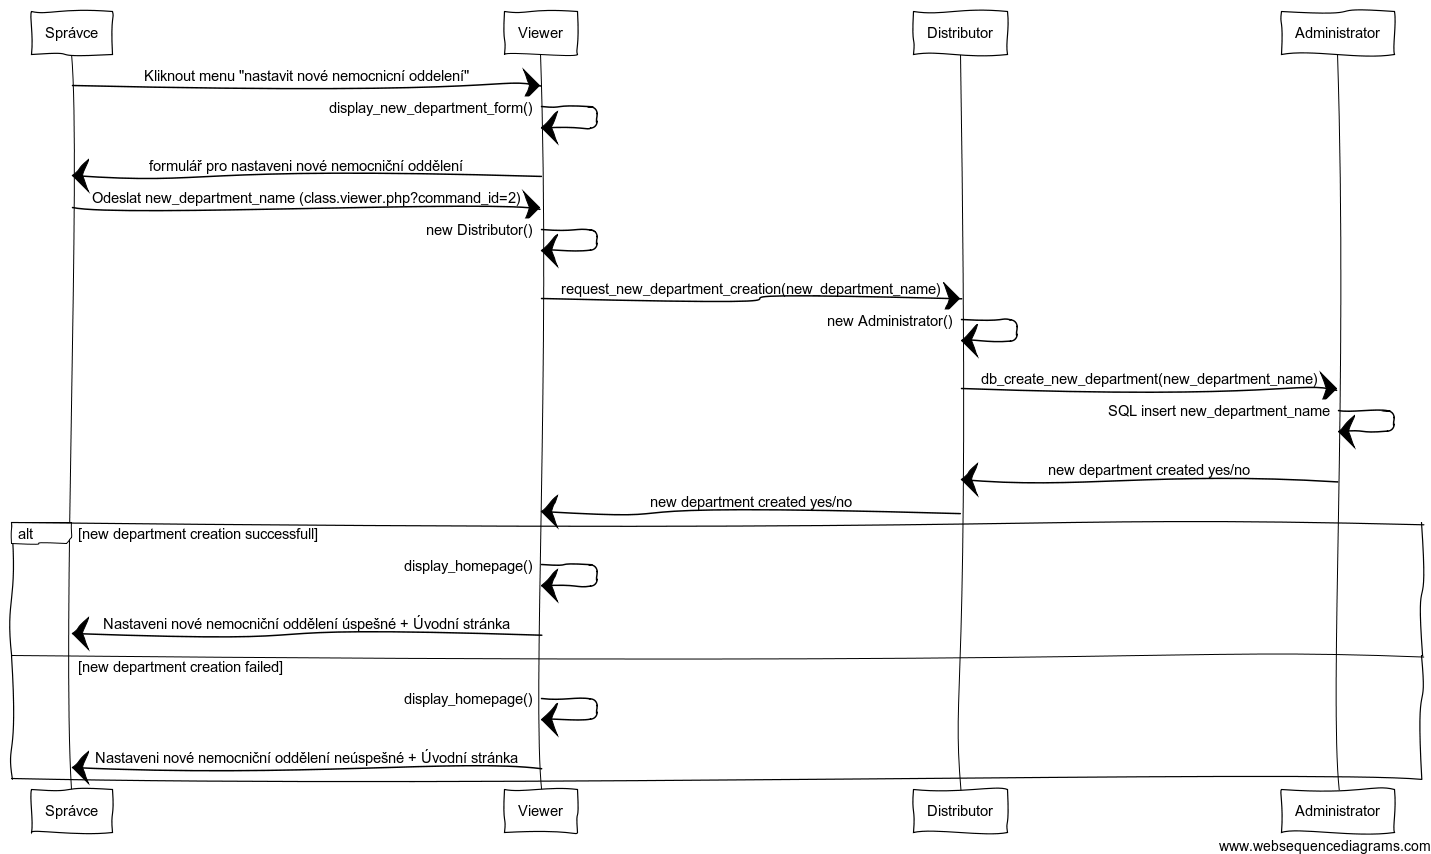 Správce
Viewer
Distributor
Administrator
Kliknout menu "nastavit nové nemocnicní oddelení"
display_new_department_form()
formulář pro nastaveni nové nemocniční oddělení
Odeslat new_department_name (class.viewer.php?command_id=2)
new Distributor()
request_new_department_creation(new_department_name)
new Administrator()
db_create_new_department(new_department_name)
SQL insert new_department_name
new department created yes/no
new department created yes/no
alt
[new department creation successfull]
display_homepage()
Nastaveni nové nemocniční oddělení úspešné + Úvodní stránka
[new department creation failed]
display_homepage()
Nastaveni nové nemocniční oddělení neúspešné + Úvodní stránka
Správce
Viewer
Distributor
Administrator
www.websequencediagrams.com